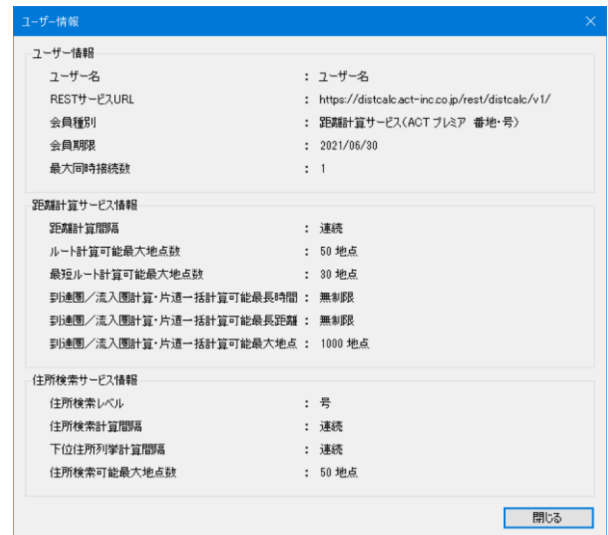 ユーザー情報
ユーザー情報
ユーザー名 : ユーザー名
RESTサービスURL : https://distcalc.act-inc.co.jp/rest/distcalc/v1/
会員種別 : 距離計算サービス(ACT プレミア 番地・号)
会員期限 : 2021/06/30
最大同時接続数 : 1
距離計算サービス情報
距離計算間隔 : 連続
ルート計算可能最大地点数 : 50 地点
最短ルート計算可能最大地点数 : 30 地点
到達圏/流入圏計算・片道一括計算可能最長時間 : 無制限
到達圏/流入圏計算・片道一括計算可能最長距離 : 無制限
到達圏/流入圏計算・片道一括計算可能最大地点 : 1000 地点
住所検索サービス情報
住所検索レベル : 号
住所検索計算間隔 : 連続
下位住所列挙計算間隔 : 連続
住所検索可能最大地点数 : 50 地点
閉じる